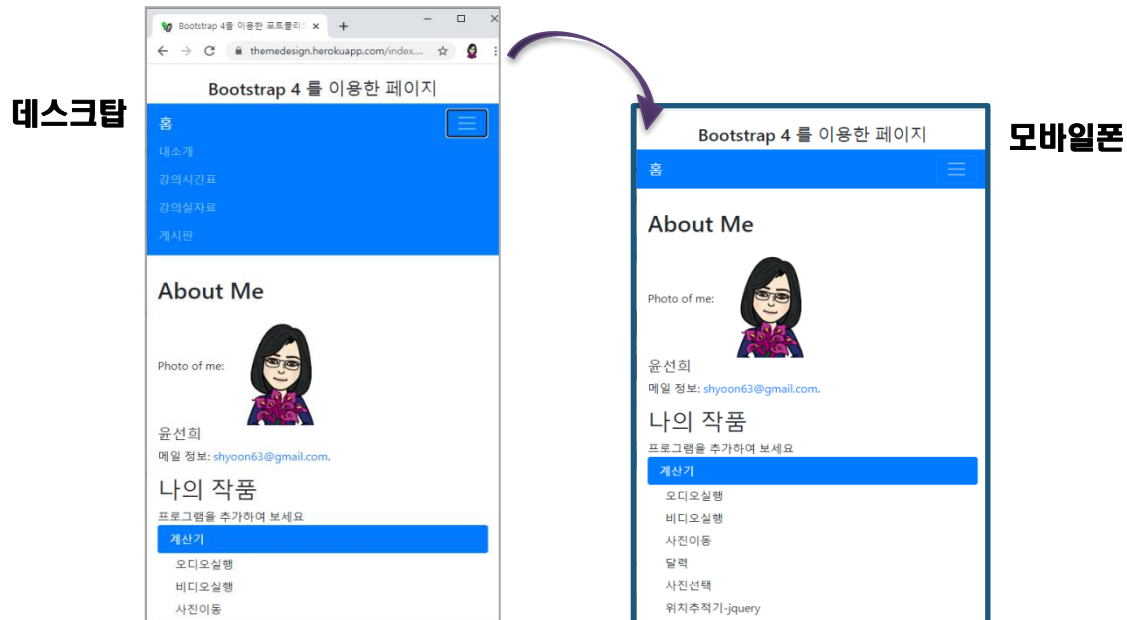 Bootstrap 4를 이용한 포트폴리오
themedesign.herokuapp.com/index....
데스크탑
Bootstrap 4 를 이용한 페이지
홈
내소개
강의시간표
강의실자료
게시판
About Me
Photo of me:
윤선희
메일 정보: shyoon63@gmail.com.
나의 작품
프로그램을 추가하여 보세요
계산기
오디오실행
비디오실행
사진이동
모바일폰
Bootstrap 4 를 이용한 페이지
홈
About Me
Photo of me:
윤선희
메일 정보: shyoon63@gmail.com.
나의 작품
프로그램을 추가하여 보세요
계산기
오디오실행
비디오실행
사진이동
달력
사진선택
위치추적기-jquery